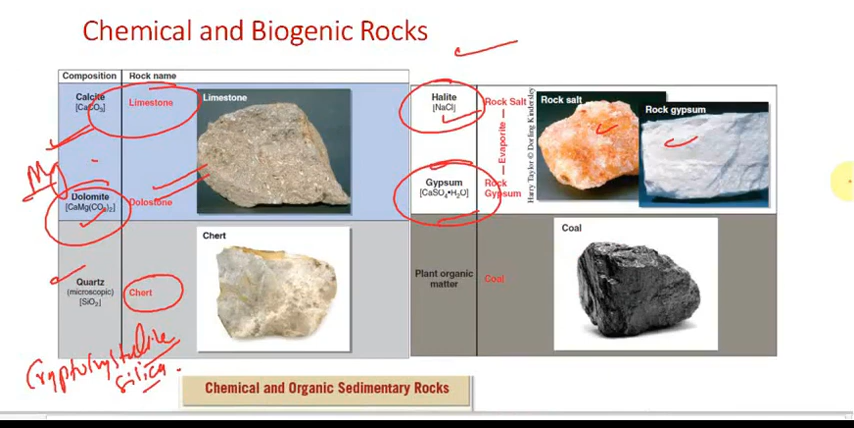 Chemical and Biogenic Rocks
Composition Rock name
Calcite
[CaCO3]
Limestone
Limestone
Mg
Dolomite
[CaMg(CO3)2]
Dolostone
Chert
Quartz
(microscopic)
[SiO2]
Chert
Cryptocrystalline
silica.
Halite
[NaCl]
Rock Salt
Evaporite
Gypsum
[CaSO4•H2O]
Rock
Gypsum
Rock salt
Rock gypsum
Harry Taylor © Dorling Kindersley
Plant organic
matter
Coal
Coal
Chemical and Organic Sedimentary Rocks